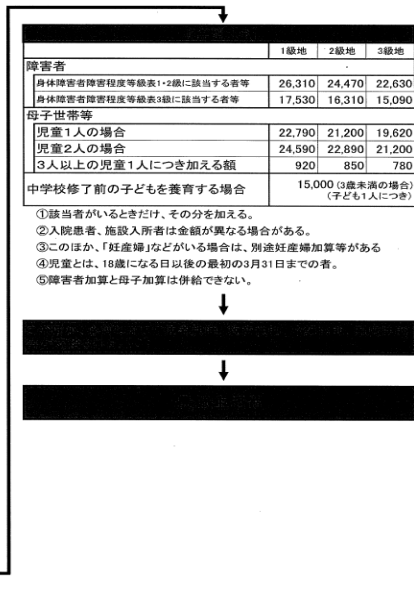 1級地 2級地 3級地
障害者
身体障害者障害程度等級表1・2級に該当する者等 26,310 24,470 22,630
身体障害者障害程度等級表3級に該当する者等 17,530 16,310 15,090
母子世帯等
児童1人の場合 22,790 21,200 19,620
児童2人の場合 24,590 22,890 21,200
3人以上の児童1人につき加える額 920 850 780
中学校修了前の子どもを養育する場合 15,000 (3歳未満の場合)
(子ども1人につき)
①該当者がいるときだけ、その分を加える。
②入院患者、施設入所者は金額が異なる場合がある。
③このほか、「妊産婦」などがいる場合は、別途妊産婦加算等がある
④児童とは、18歳になる日以後の最初の3月31日までの者。
⑤障害者加算と母子加算は併給できない。